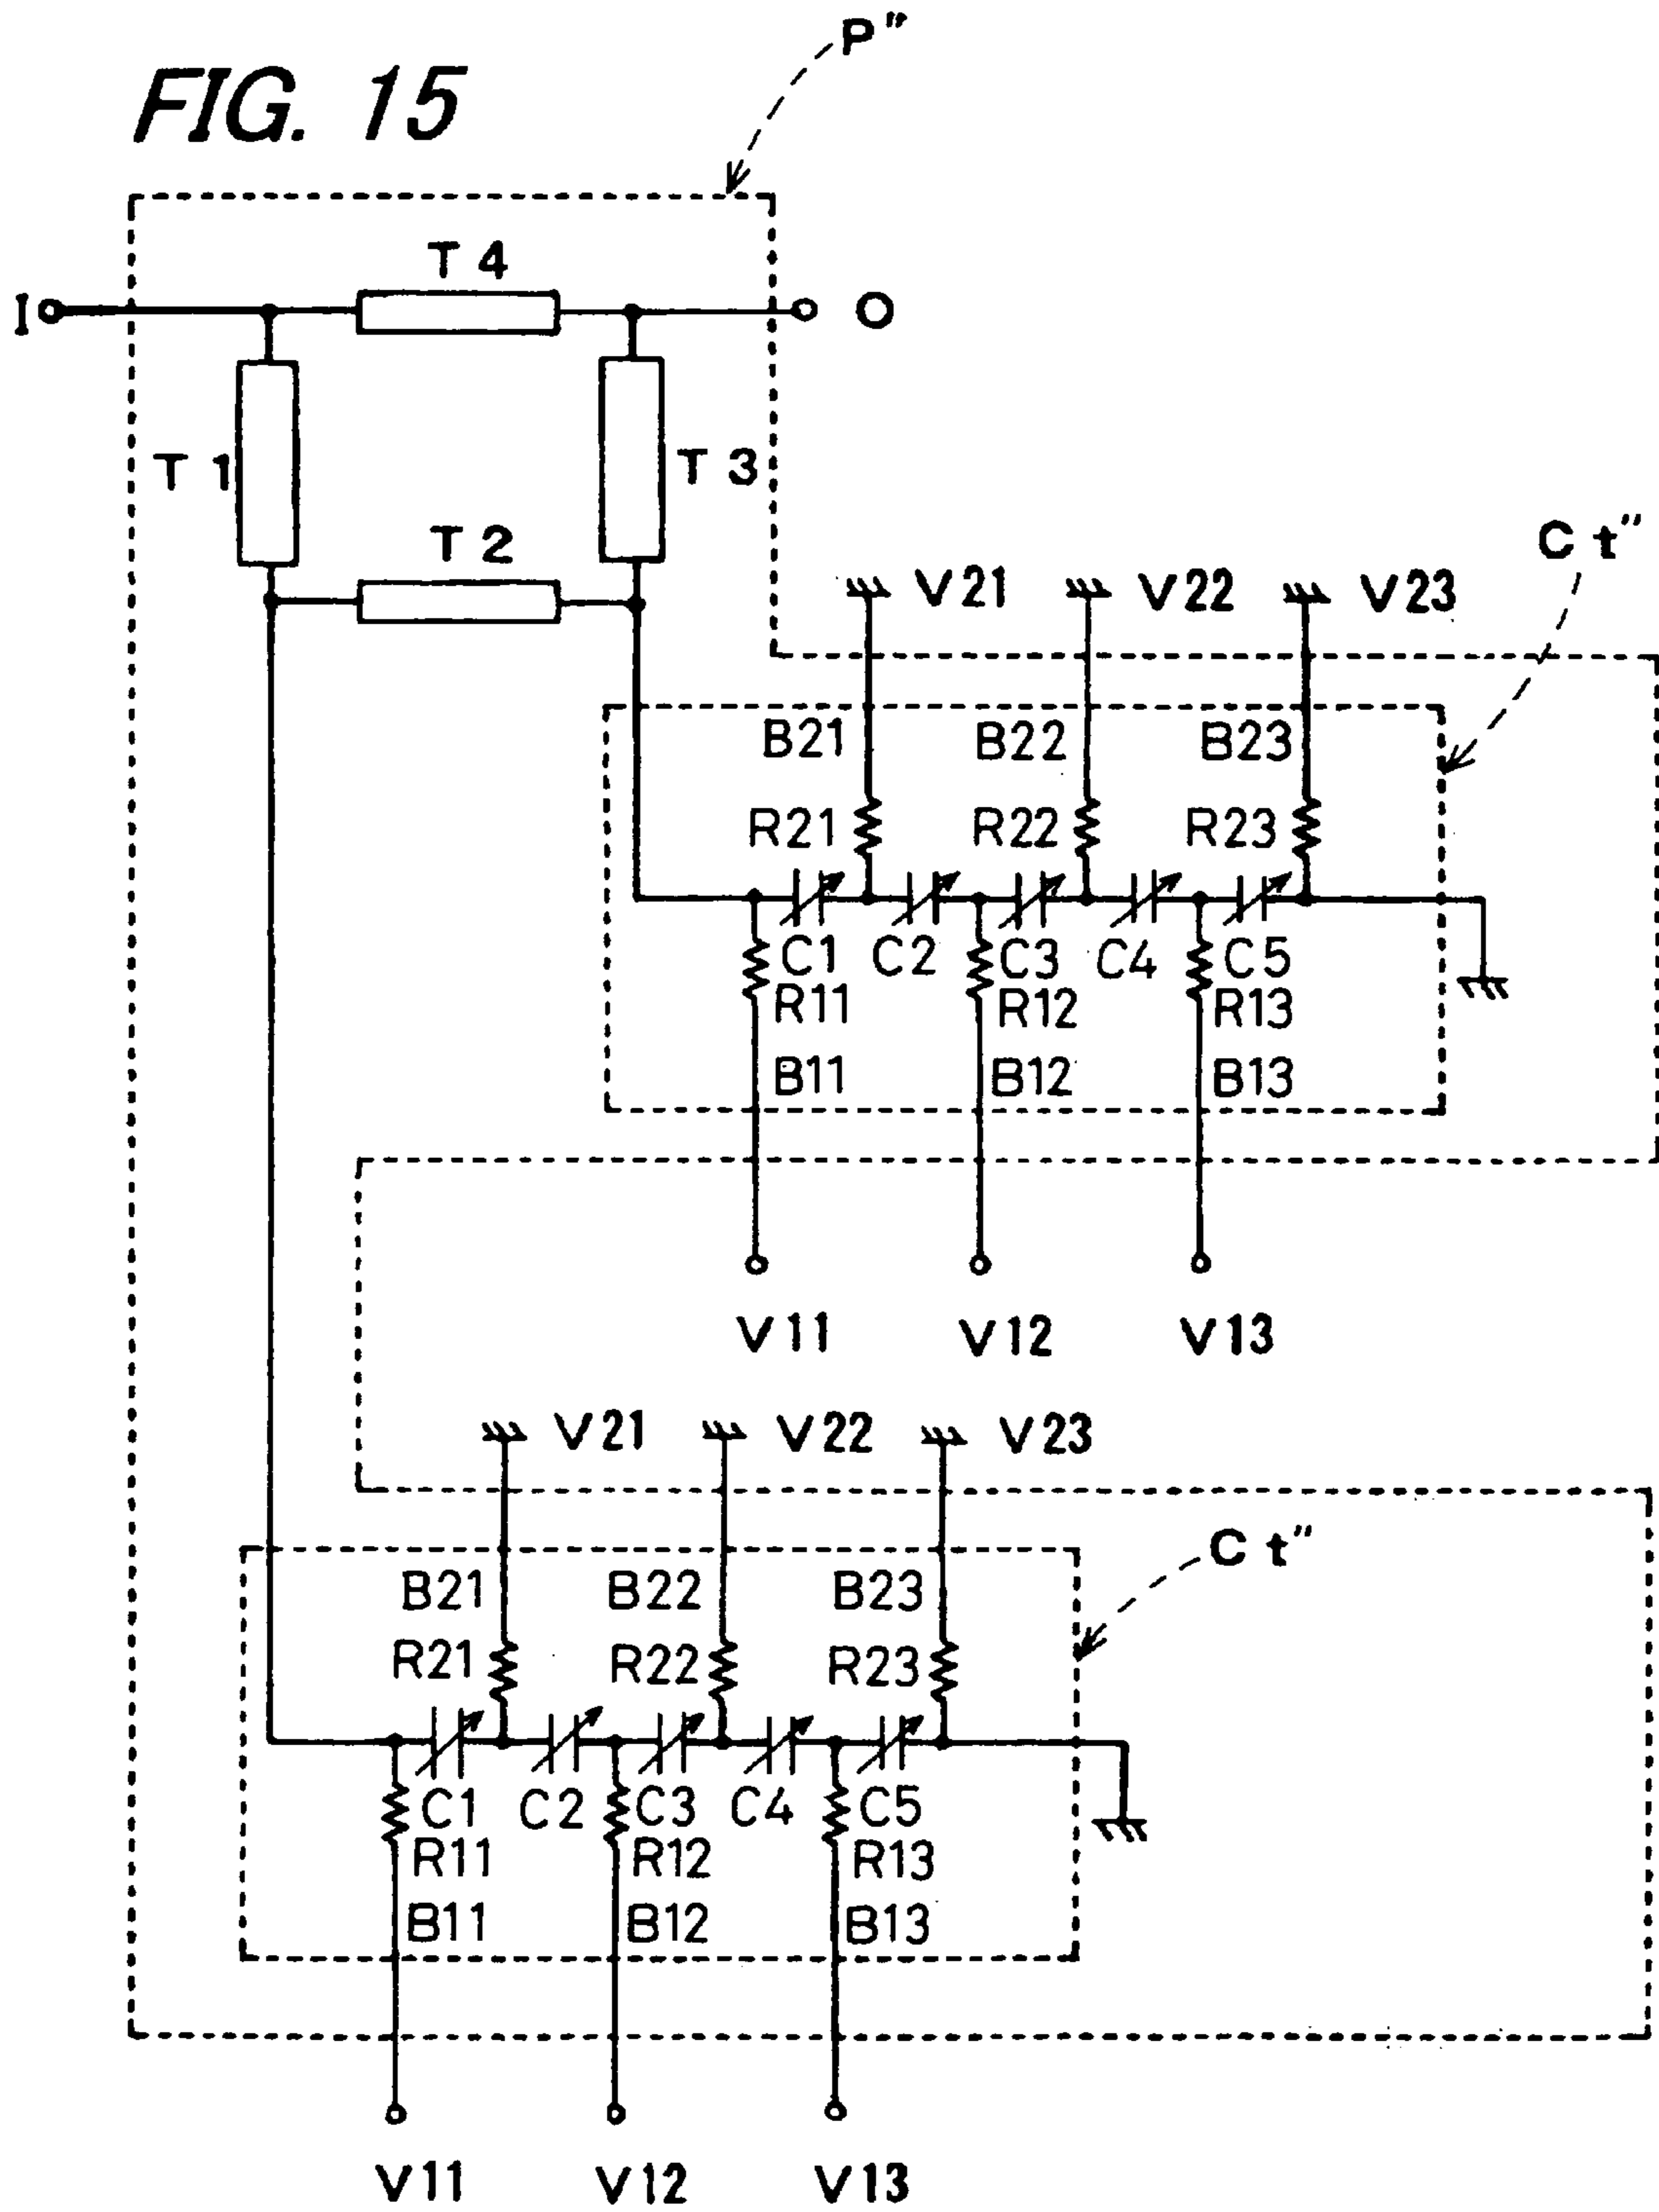 P"
FIG. 15
T 4
I O
T 1 T 3
T 2
C t"
V21 V22 V23
B21 B22 B23
R21 R22 R23
C1 C2 C3 C4 C5
R11 R12 R13
B11 B12 B13
V11 V12 V13
V21 V22 V23
C t"
B21 B22 B23
R21 R22 R23
C1 C2 C3 C4 C5
R11 R12 R13
B11 B12 B13
V11 V12 V13